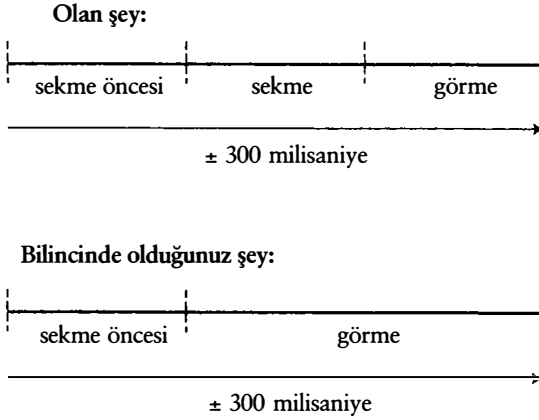 Olan şey:
sekme öncesi sekme görme
± 300 milisaniye
Bilincinde olduğunuz şey:
sekme öncesi görme
± 300 milisaniye